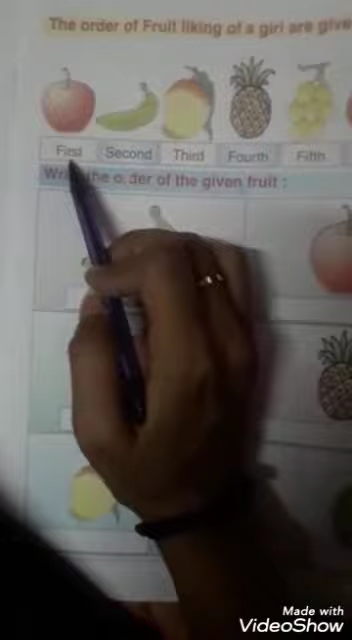 The order of Fruit liking of a girl are give
First Second Third Fourth Fifth
Write the order of the given fruit :
Made with
VideoShow